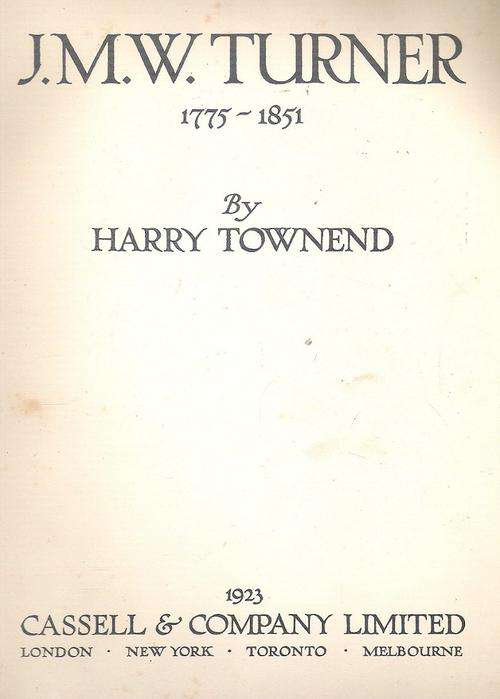 J.M.W. TURNER
1775 ~ 1851
By
HARRY TOWNEND
1923
CASSELL & COMPANY LIMITED
LONDON · NEW YORK · TORONTO · MELBOURNE